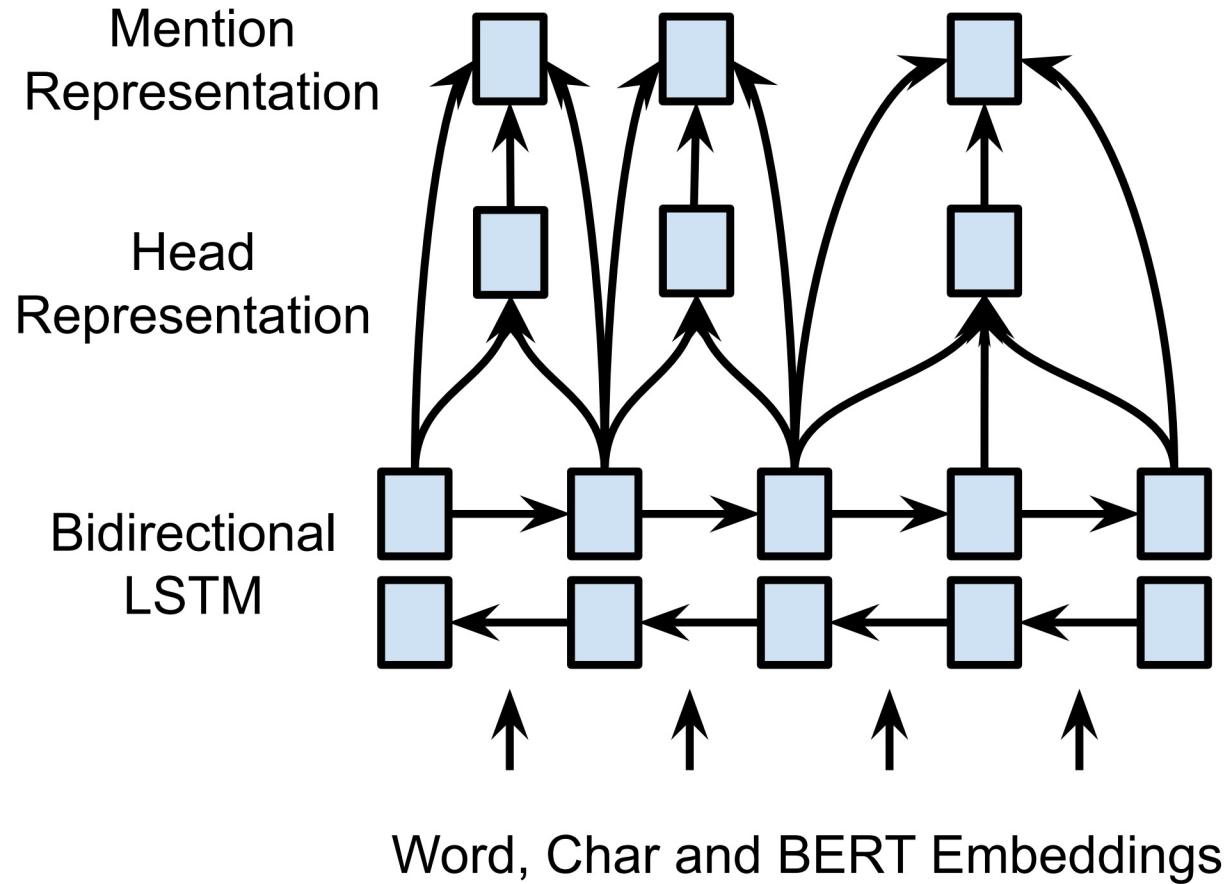 Mention
Representation
Head
Representation
Bidirectional
LSTM
Word, Char and BERT Embeddings